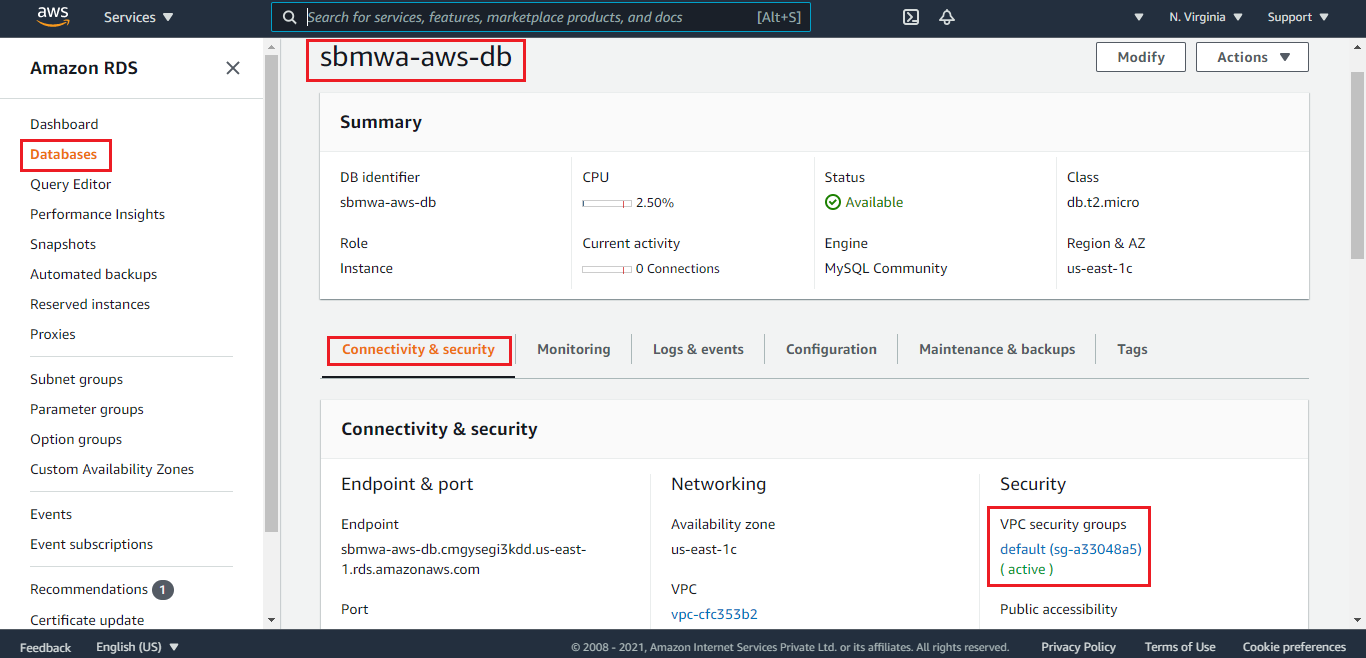 aws
Services
Search for services, features, marketplace products, and docs
[Alt+S]
N. Virginia
Support
Amazon RDS
Dashboard
Databases
Query Editor
Performance Insights
Snapshots
Automated backups
Reserved instances
Proxies
Subnet groups
Parameter groups
Option groups
Custom Availability Zones
Events
Event subscriptions
Recommendations 1
Certificate update
sbmwa-aws-db
Modify
Actions
Summary
DB identifier
sbmwa-aws-db
CPU
2.50%
Status
Available
Class
db.t2.micro
Role
Instance
Current activity
0 Connections
Engine
MySQL Community
Region & AZ
us-east-1c
Connectivity & security
Monitoring
Logs & events
Configuration
Maintenance & backups
Tags
Connectivity & security
Endpoint & port
Endpoint
sbmwa-aws-db.cmgysegi3kdd.us-east-
1.rds.amazonaws.com
Port
Networking
Availability zone
us-east-1c
VPC
vpc-cfc353b2
Security
VPC security groups
default (sg-a33048a5)
( active )
Public accessibility
Feedback
English (US)
© 2008 - 2021, Amazon Internet Services Private Ltd. or its affiliates. All rights reserved.
Privacy Policy
Terms of Use
Cookie preferences